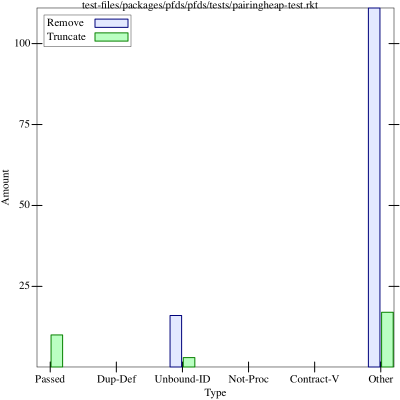 test-files/packages/pfds/pfds/tests/pairingheap-test.rkt
Remove
Truncate
100
75
50
25
Amount
Passed Dup-Def Unbound-ID Not-Proc Contract-V Other
Type